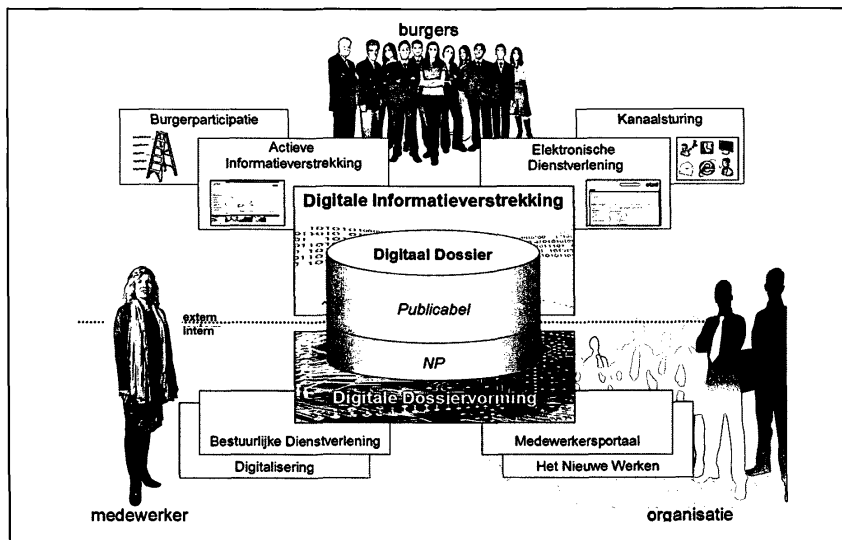 burgers
Burgerparticipatie
Kanaalsturing
Actieve
Informatieverstrekking
Elektronische
Dienstverlening
Digitale Informatieverstrekking
Digitaal Dossier
Publicabel
extern
intern
NP
Digitale Dossiervorming
Bestuurlijke Dienstverlening
Medewerkersportaal
Digitalisering
Het Nieuwe Werken
medewerker
organisatie